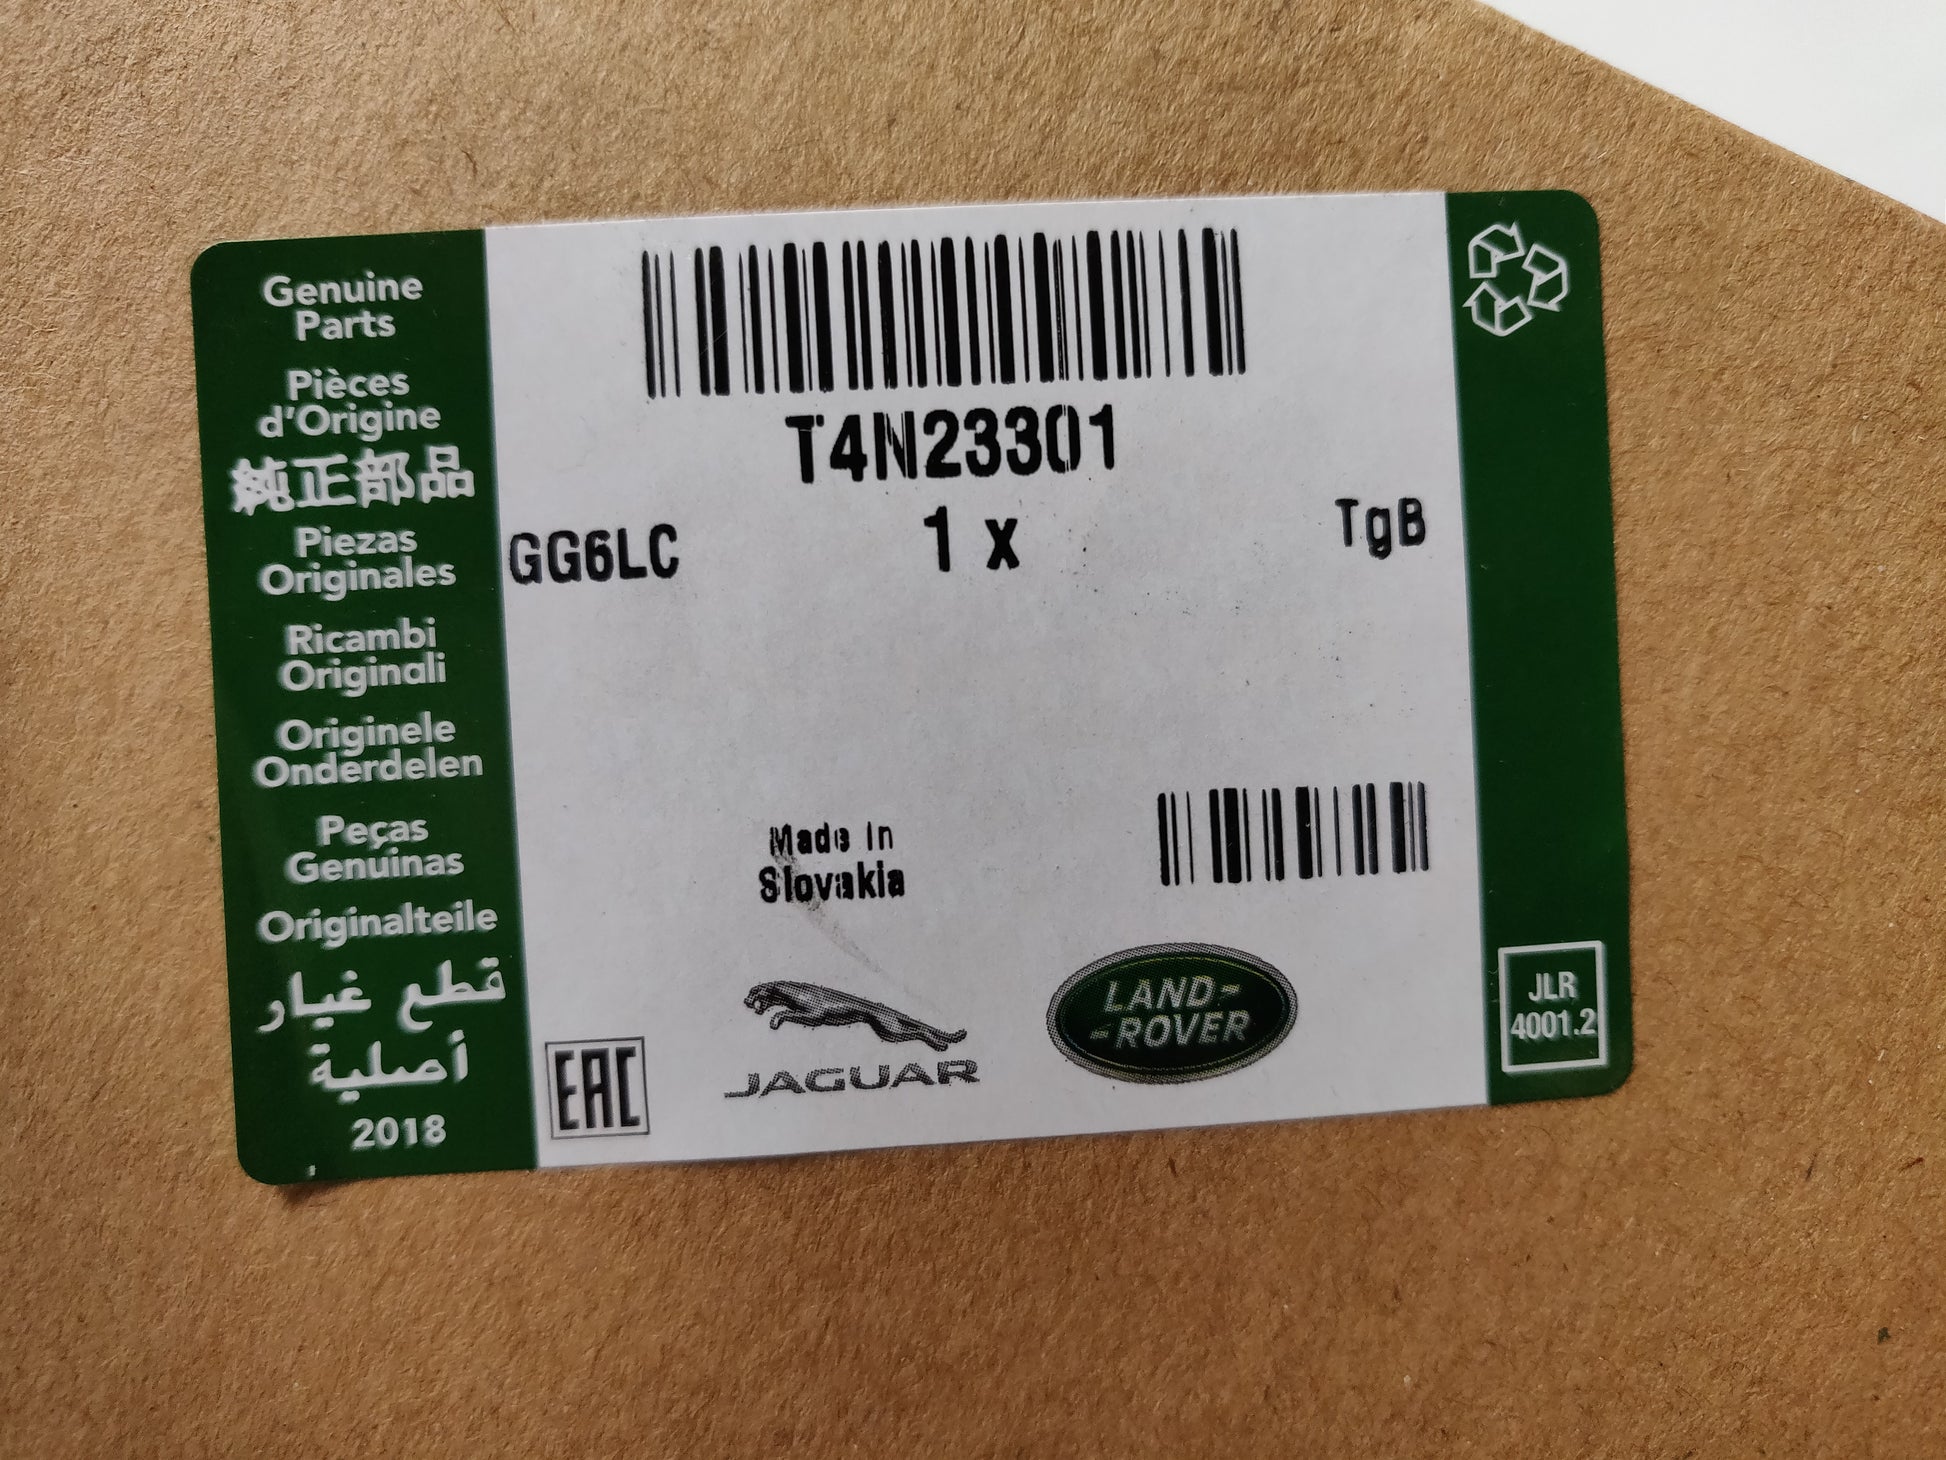 Genuine
Parts
Pièces
d'Origine
純正部品
Piezas
Originales
Ricambi
Originali
Originele
Onderdelen
Peças
Genuínas
Originalteile
قطع غيار
أصلية
2018
T4N23301
GG6LC
1 x
TgB
Made In
Slovakia
EAC
JAGUAR
LAND-
-ROVER
JLR
4001.2